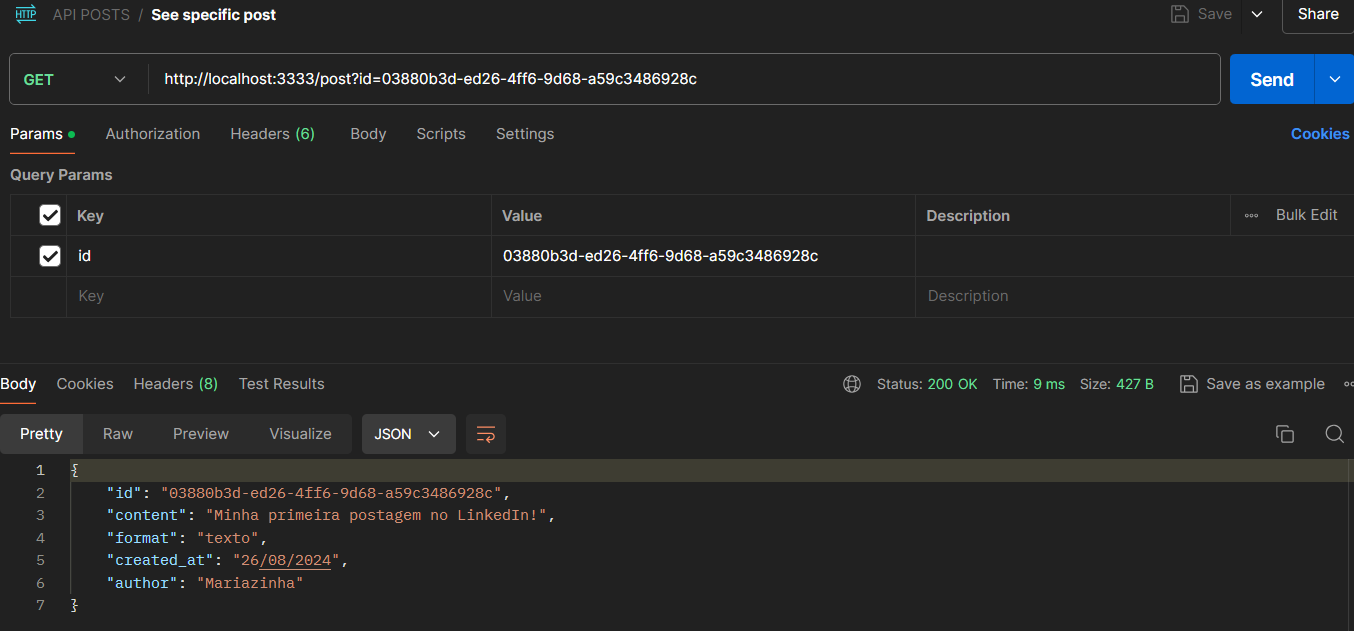 HTTP API POSTS / See specific post Save Share
GET http://localhost:3333/post?id=03880b3d-ed26-4ff6-9d68-a59c3486928c Send
Params Authorization Headers (6) Body Scripts Settings Cookies
Query Params
Key Value Description Bulk Edit
id 03880b3d-ed26-4ff6-9d68-a59c3486928c
Key Value Description
Body Cookies Headers (8) Test Results Status: 200 OK Time: 9 ms Size: 427 B Save as example
Pretty Raw Preview Visualize JSON
1 {
2 "id": "03880b3d-ed26-4ff6-9d68-a59c3486928c",
3 "content": "Minha primeira postagem no LinkedIn!",
4 "format": "texto",
5 "created_at": "26/08/2024",
6 "author": "Mariazinha"
7 }